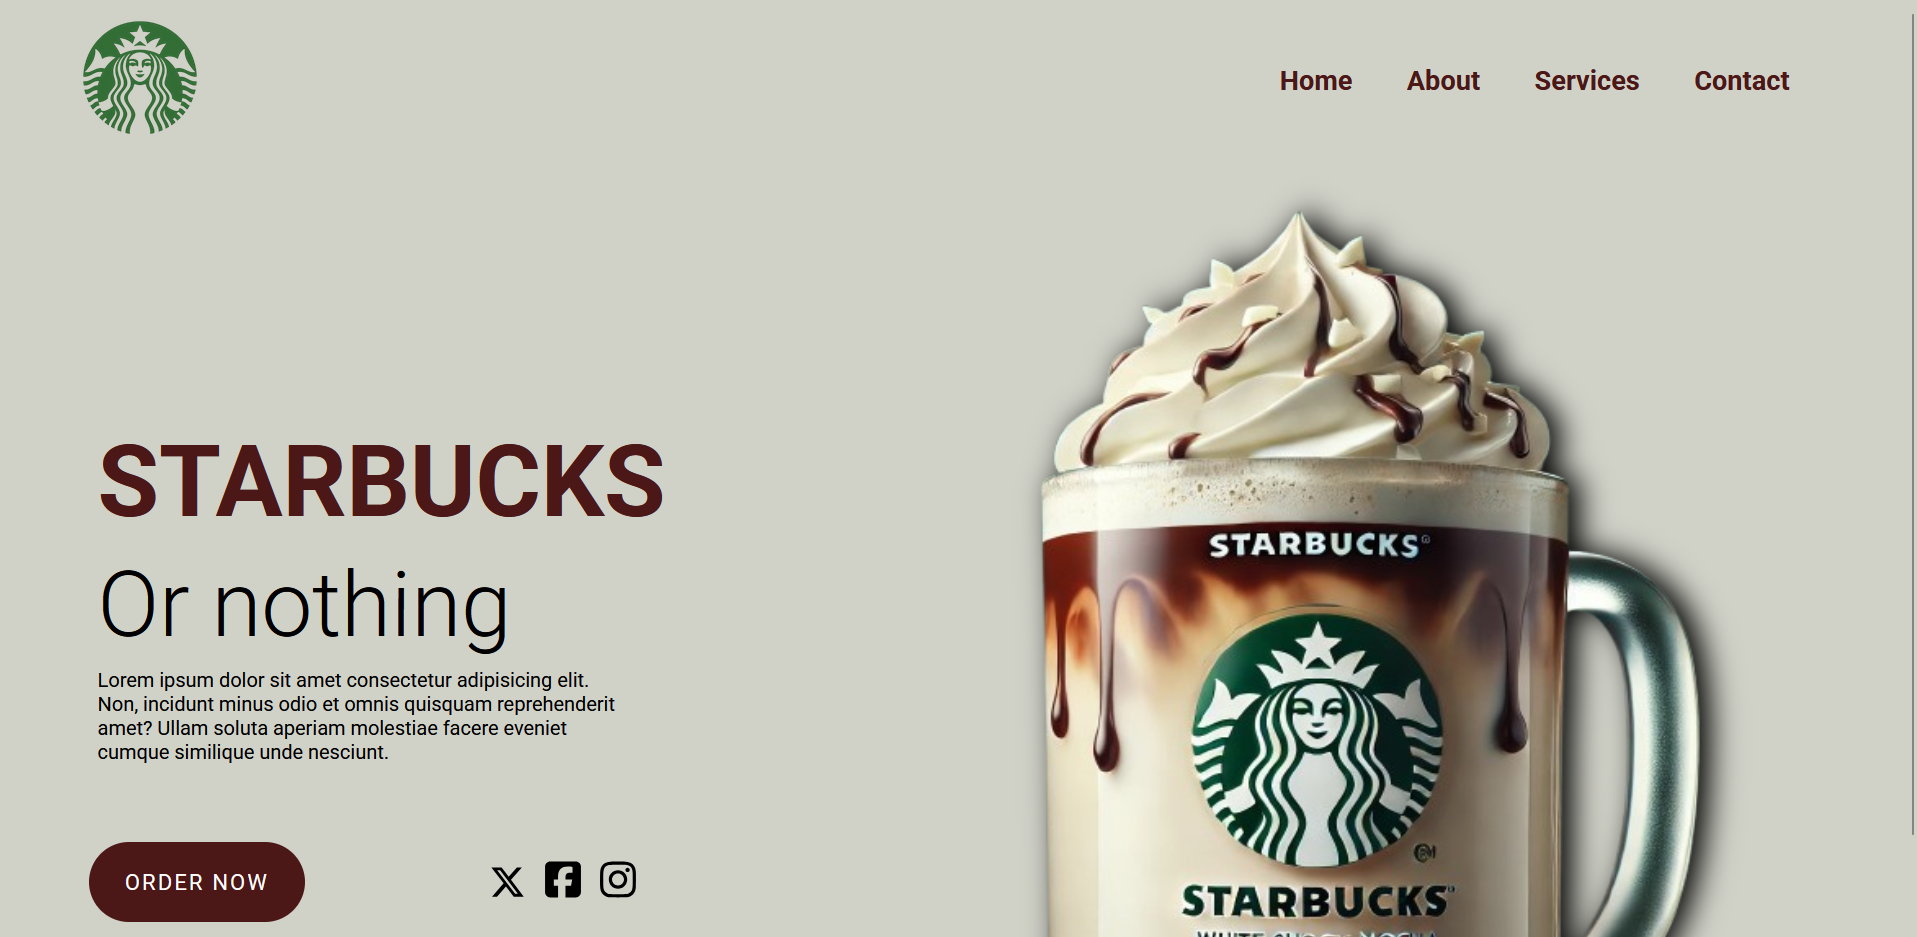 Home About Services Contact
STARBUCKS
Or nothing
Lorem ipsum dolor sit amet consectetur adipisicing elit.
Non, incidunt minus odio et omnis quisquam reprehenderit
amet? Ullam soluta aperiam molestiae facere eveniet
cumque similique unde nesciunt.
ORDER NOW
STARBUCKS
STARBUCKS